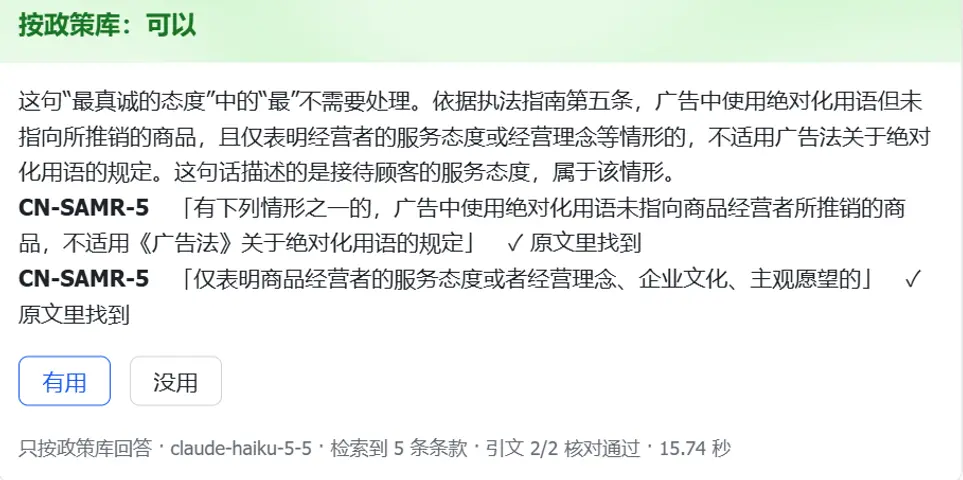 按政策库：可以
这句“最真诚的态度”中的“最”不需要处理。依据执法指南第五条，广告中使用绝对化用语但未
指向所推销的商品，且仅表明经营者的服务态度或经营理念等情形的，不适用广告法关于绝对
化用语的规定。这句话描述的是接待顾客的服务态度，属于该情形。
CN-SAMR-5 「有下列情形之一的，广告中使用绝对化用语未指向商品经营者所推销的商
品，不适用《广告法》关于绝对化用语的规定」 ✓ 原文里找到
CN-SAMR-5 「仅表明商品经营者的服务态度或者经营理念、企业文化、主观愿望的」 ✓
原文里找到
有用 没用
只按政策库回答 · claude-haiku-5-5 · 检索到 5 条条款 · 引文 2/2 核对通过 · 15.74 秒